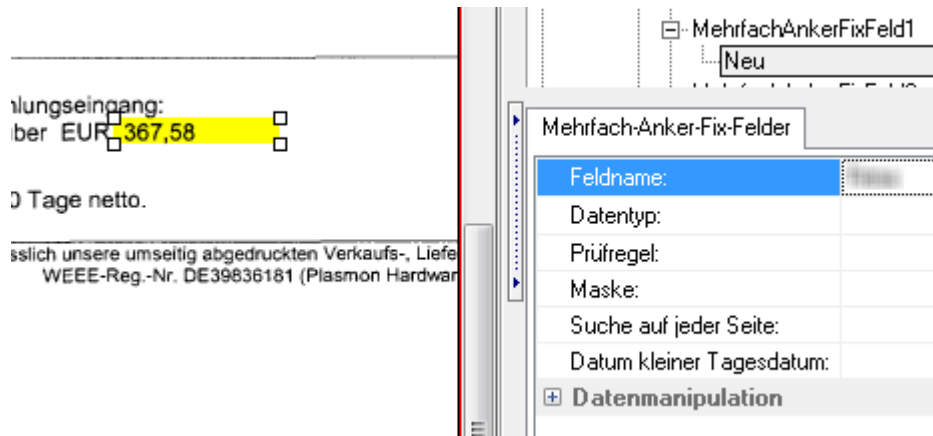 hlungseingang:
über EUR 367,58
0 Tage netto.
sslich unsere umseitig abgedruckten Verkaufs-, Liefe
WEEE-Reg.-Nr. DE39836181 (Plasmon Hardwar
MehrfachAnkerFixFeld1
Neu
Mehrfach-Anker-Fix-Felder
Feldname:
Datentyp:
Prüfregel:
Maske:
Suche auf jeder Seite:
Datum kleiner Tagesdatum:
Datenmanipulation